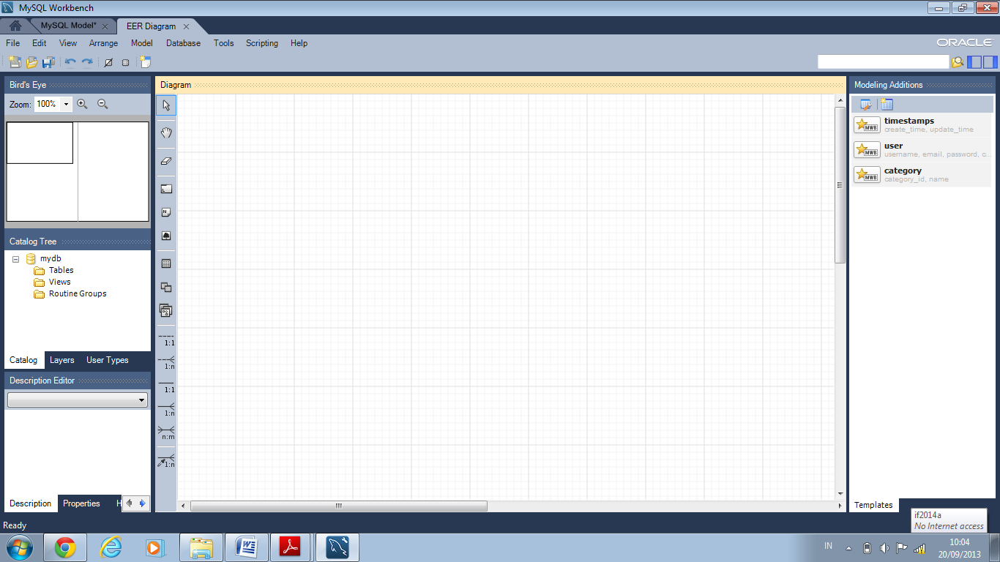 MySQL Workbench
MySQL Model*
EER Diagram
File Edit View Arrange Model Database Tools Scripting Help
ORACLE
Bird's Eye
Zoom: 100%
Catalog Tree
mydb
Tables
Views
Routine Groups
Catalog Layers User Types
Description Editor
Description Properties H
Diagram
1:1
1:n
1:1
1:n
n:m
1:n
Modeling Additions
MWB
timestamps
create_time, update_time
MWB
user
username, email, password, c...
MWB
category
category_id, name
Templates
Ready
if2014a
No Internet access
IN
10:04
20/09/2013